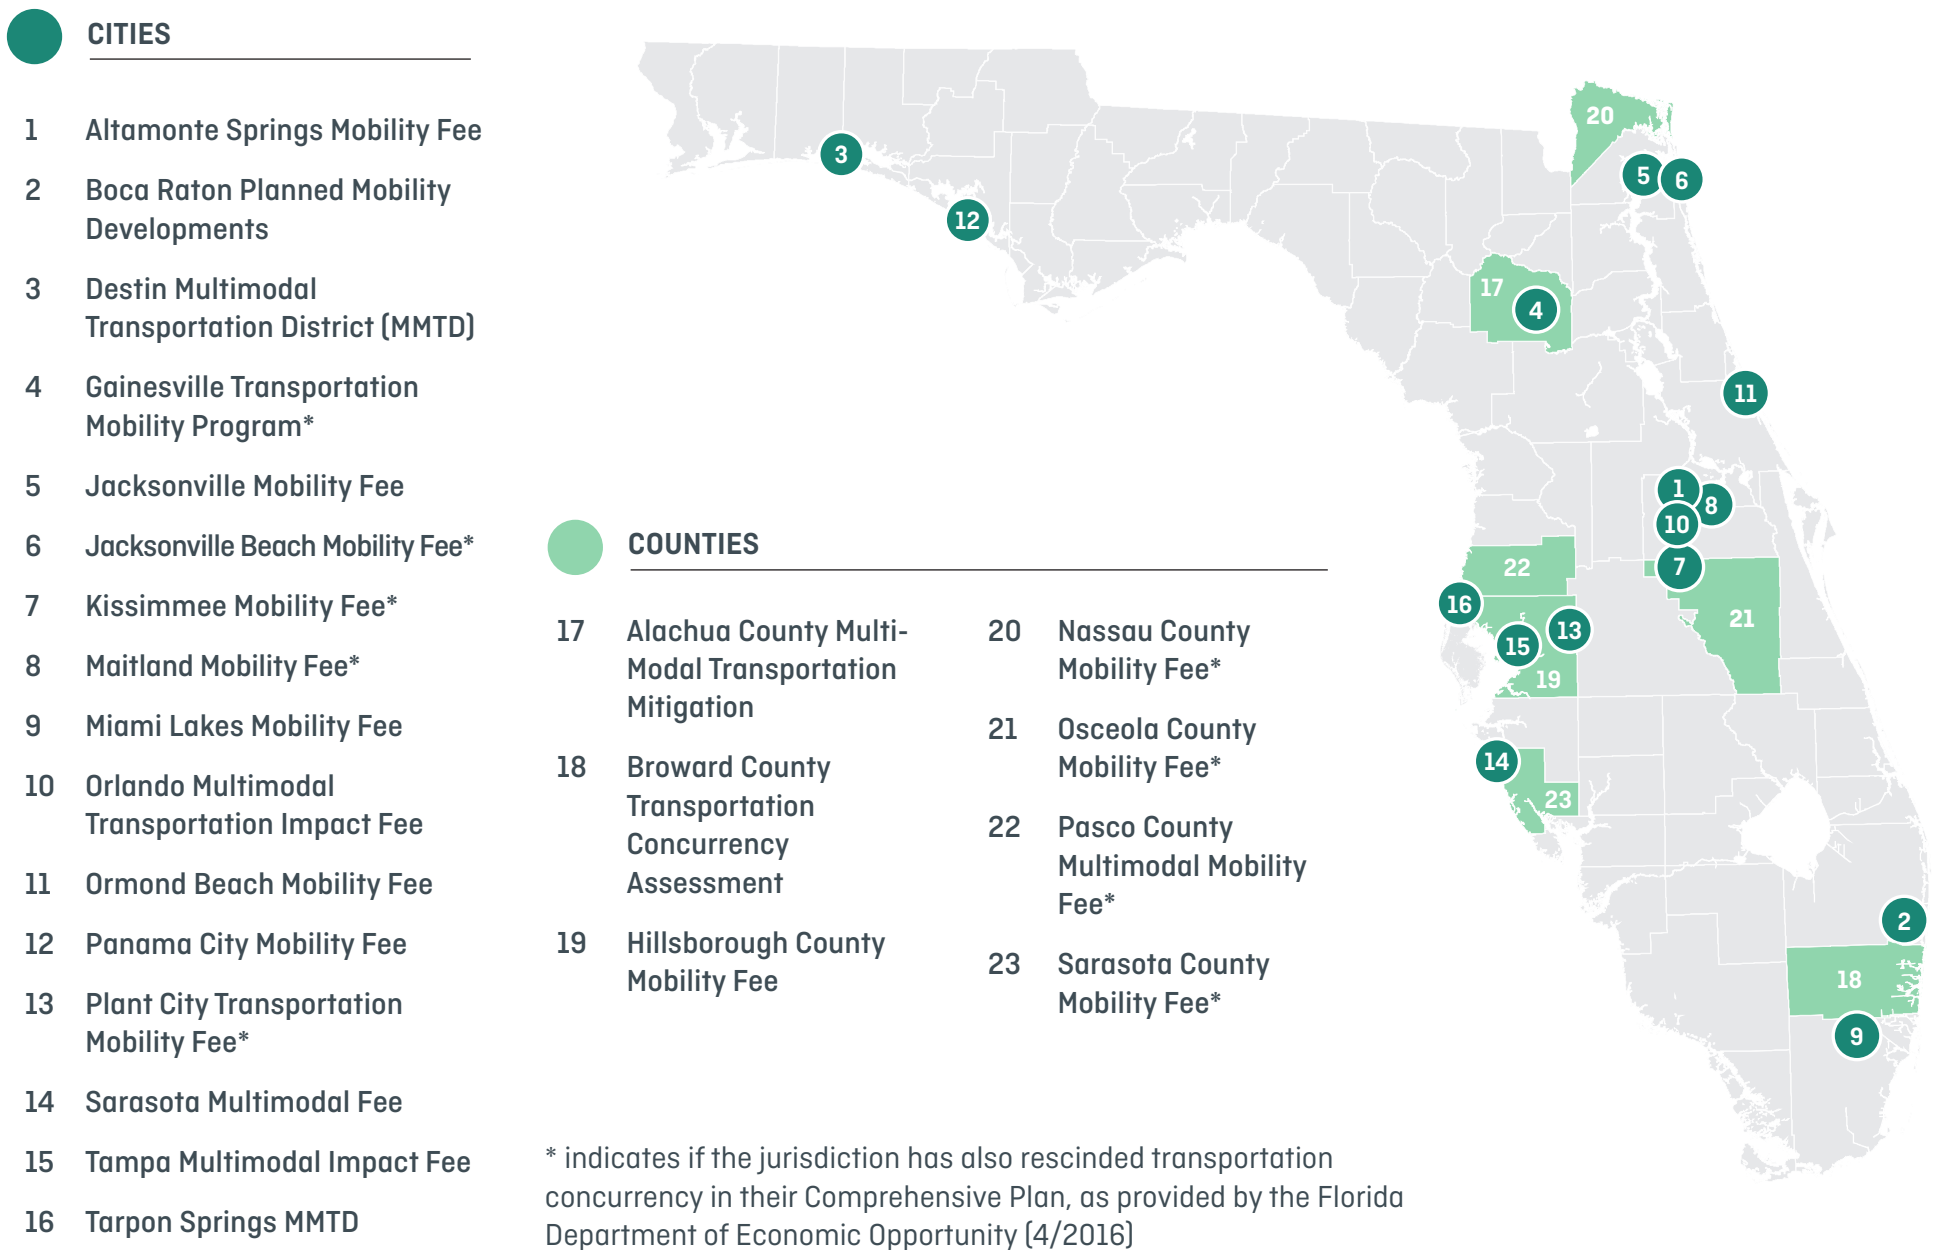 CITIES
1 Altamonte Springs Mobility Fee
2 Boca Raton Planned Mobility
Developments
3 Destin Multimodal
Transportation District (MMTD)
4 Gainesville Transportation
Mobility Program*
5 Jacksonville Mobility Fee
6 Jacksonville Beach Mobility Fee*
7 Kissimmee Mobility Fee*
8 Maitland Mobility Fee*
9 Miami Lakes Mobility Fee
10 Orlando Multimodal
Transportation Impact Fee
11 Ormond Beach Mobility Fee
12 Panama City Mobility Fee
13 Plant City Transportation
Mobility Fee*
14 Sarasota Multimodal Fee
15 Tampa Multimodal Impact Fee
16 Tarpon Springs MMTD
COUNTIES
17 Alachua County Multi-
Modal Transportation
Mitigation
18 Broward County
Transportation
Concurrency
Assessment
19 Hillsborough County
Mobility Fee
20 Nassau County
Mobility Fee*
21 Osceola County
Mobility Fee*
22 Pasco County
Multimodal Mobility
Fee*
23 Sarasota County
Mobility Fee*
* indicates if the jurisdiction has also rescinded transportation
concurrency in their Comprehensive Plan, as provided by the Florida
Department of Economic Opportunity (4/2016)
20
3
5
6
12
17
4
11
1
8
10
22
7
16
13
21
15
19
14
23
2
18
9